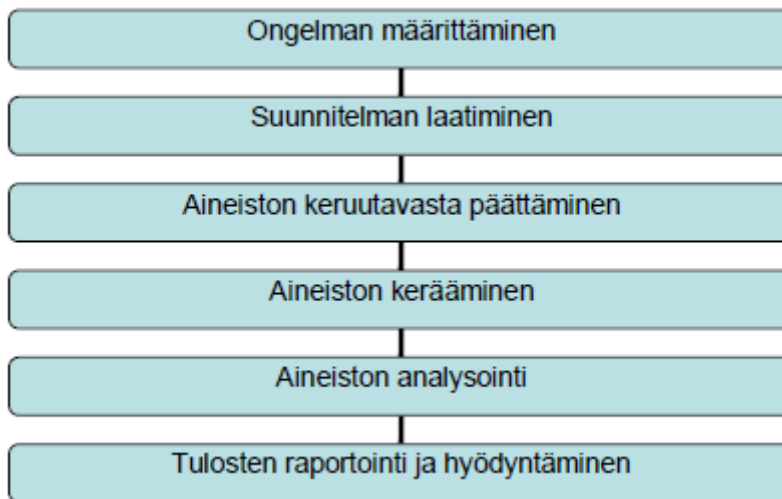 Ongelman määrittäminen
Suunnitelman laatiminen
Aineiston keruutavasta päättäminen
Aineiston kerääminen
Aineiston analysointi
Tulosten raportointi ja hyödyntäminen